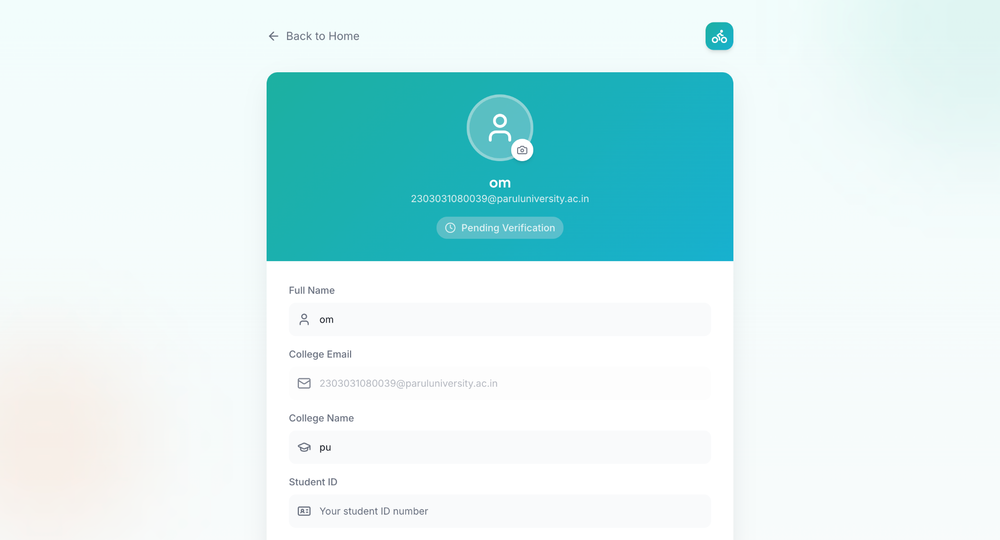 Back to Home
om
2303031080039@paruluniversity.ac.in
Pending Verification
Full Name
om
College Email
2303031080039@paruluniversity.ac.in
College Name
pu
Student ID
Your student ID number